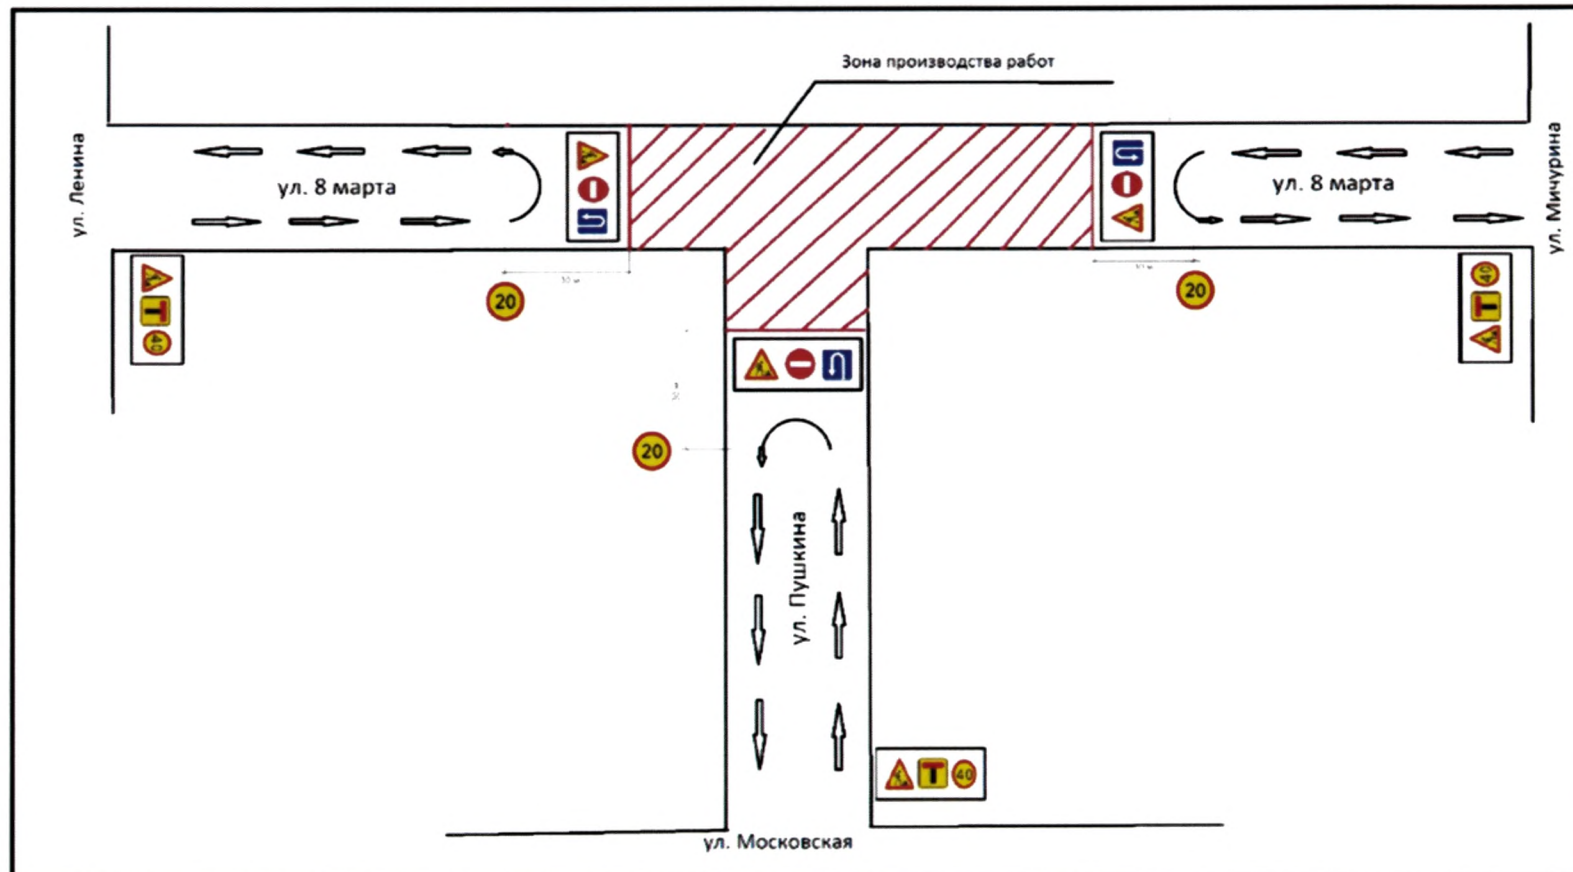 Зона производства работ
ул. Ленина
ул. 8 марта
ул. 8 марта
ул. Мичурина
40
20
20
40
20
ул. Пушкина
40
ул. Московская